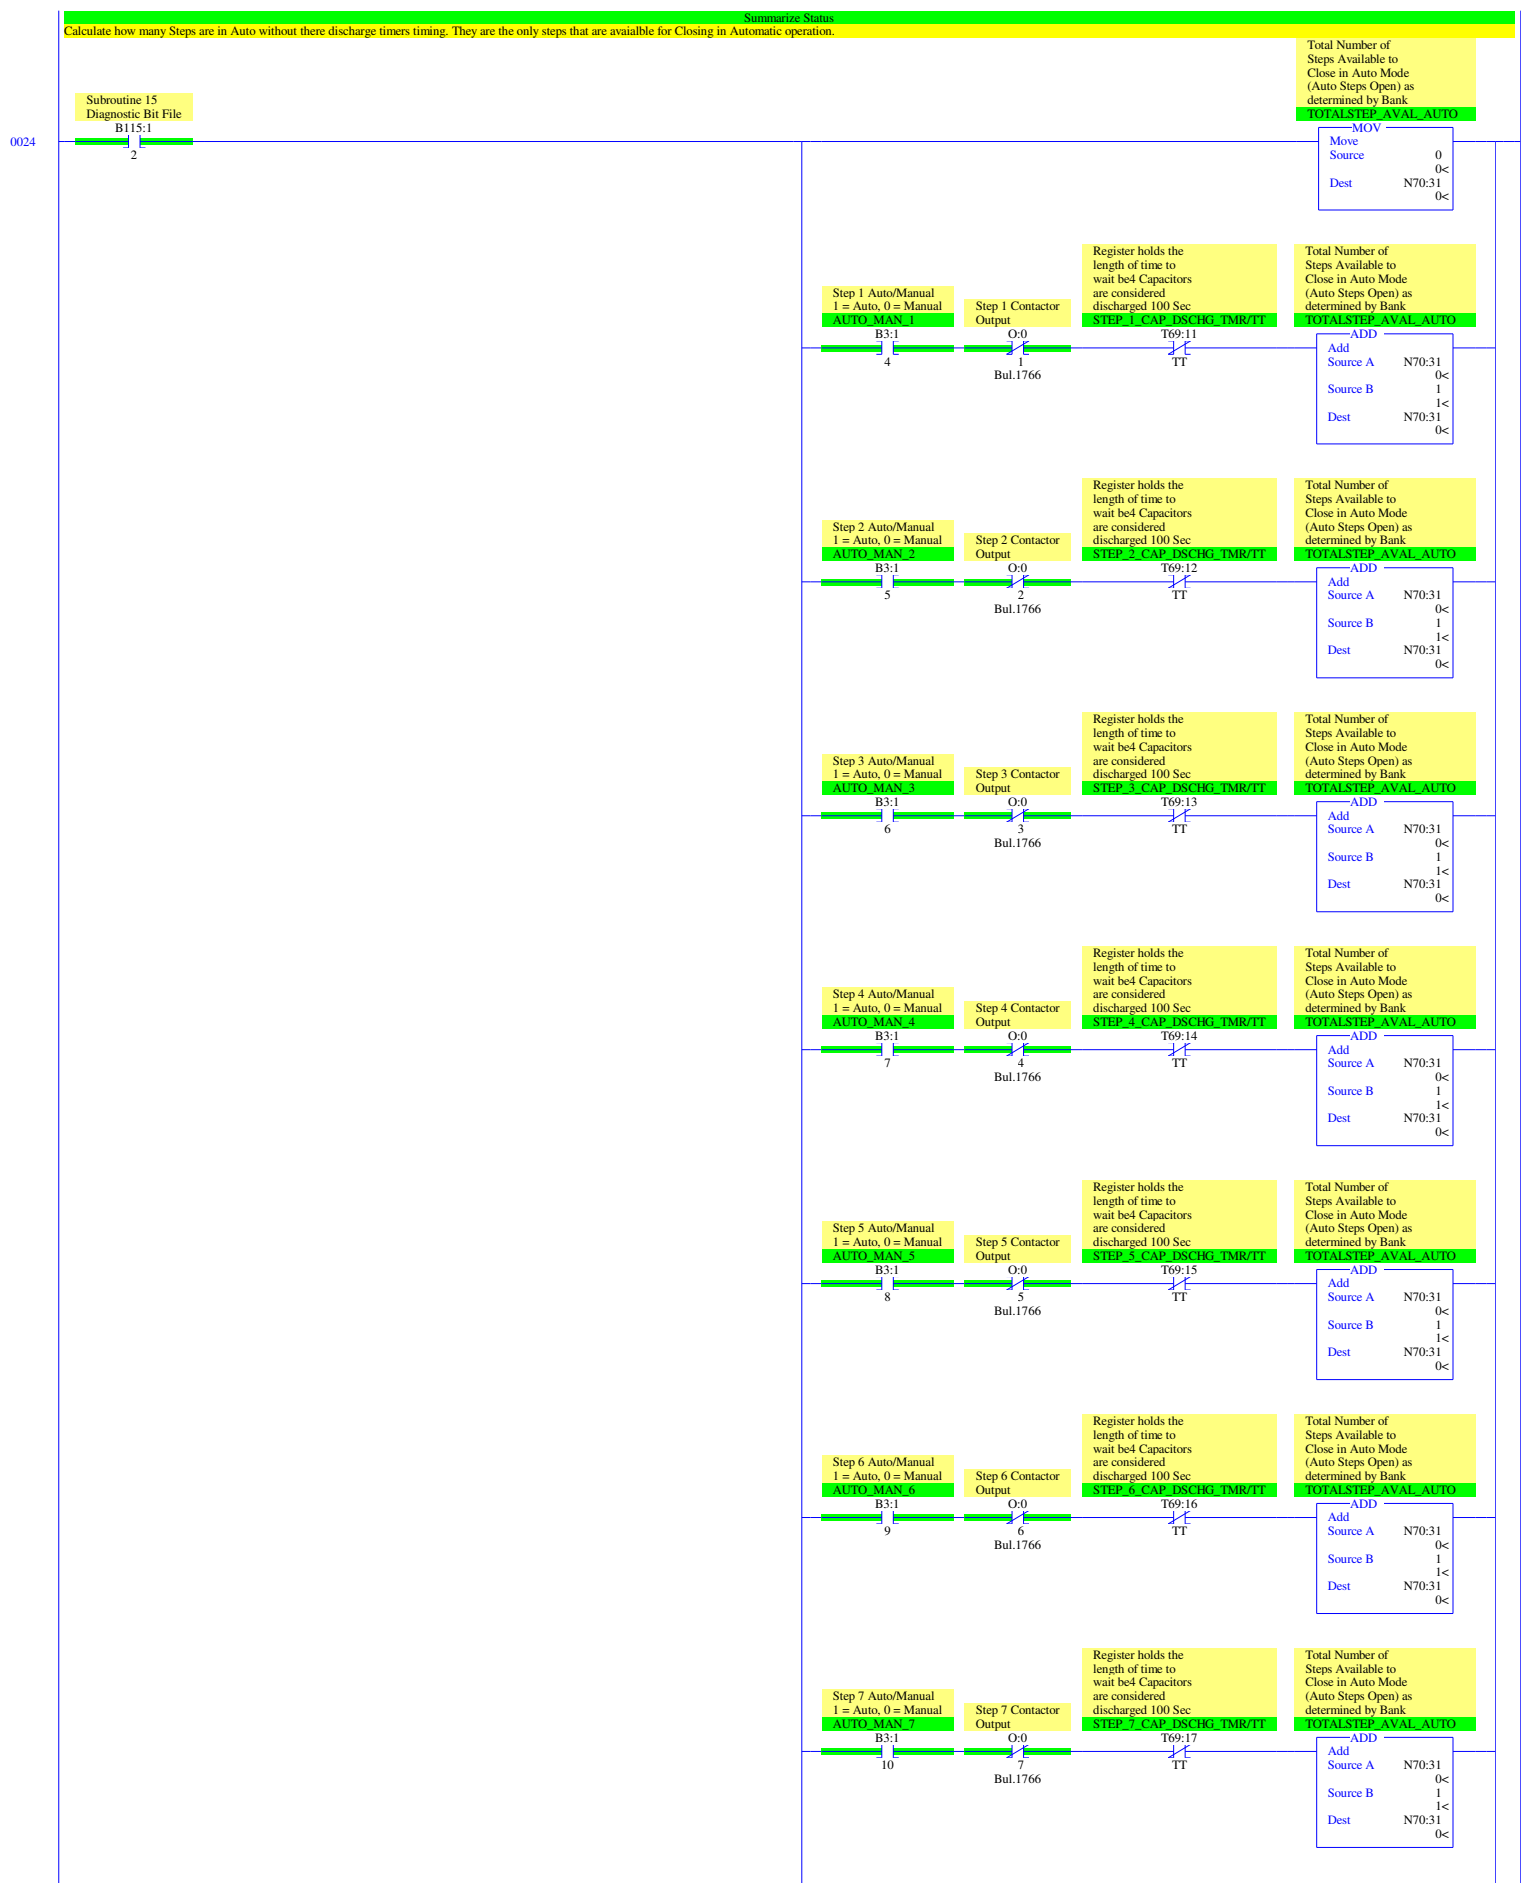 Summarize Status
Calculate how many Steps are in Auto without there discharge timers timing. They are the only steps that are avaialble for Closing in Automatic operation.
Total Number of
Steps Available to
Close in Auto Mode
(Auto Steps Open) as
determined by Bank
TOTALSTEP_AVAL_AUTO
Subroutine 15
Diagnostic Bit File
B115:1
2
0024
MOV
Move
Source 0
0<
Dest N70:31
0<
Step 1 Auto/Manual
1 = Auto, 0 = Manual
AUTO_MAN_1
B3:1
4
Step 1 Contactor
Output
O:0
1
Bul.1766
Register holds the
length of time to
wait be4 Capacitors
are considered
discharged 100 Sec
STEP_1_CAP_DSCHG_TMR/TT
T69:11
TT
Total Number of
Steps Available to
Close in Auto Mode
(Auto Steps Open) as
determined by Bank
TOTALSTEP_AVAL_AUTO
ADD
Add
Source A N70:31
0<
Source B 1
1<
Dest N70:31
0<
Step 2 Auto/Manual
1 = Auto, 0 = Manual
AUTO_MAN_2
B3:1
5
Step 2 Contactor
Output
O:0
2
Bul.1766
Register holds the
length of time to
wait be4 Capacitors
are considered
discharged 100 Sec
STEP_2_CAP_DSCHG_TMR/TT
T69:12
TT
Total Number of
Steps Available to
Close in Auto Mode
(Auto Steps Open) as
determined by Bank
TOTALSTEP_AVAL_AUTO
ADD
Add
Source A N70:31
0<
Source B 1
1<
Dest N70:31
0<
Step 3 Auto/Manual
1 = Auto, 0 = Manual
AUTO_MAN_3
B3:1
6
Step 3 Contactor
Output
O:0
3
Bul.1766
Register holds the
length of time to
wait be4 Capacitors
are considered
discharged 100 Sec
STEP_3_CAP_DSCHG_TMR/TT
T69:13
TT
Total Number of
Steps Available to
Close in Auto Mode
(Auto Steps Open) as
determined by Bank
TOTALSTEP_AVAL_AUTO
ADD
Add
Source A N70:31
0<
Source B 1
1<
Dest N70:31
0<
Step 4 Auto/Manual
1 = Auto, 0 = Manual
AUTO_MAN_4
B3:1
7
Step 4 Contactor
Output
O:0
4
Bul.1766
Register holds the
length of time to
wait be4 Capacitors
are considered
discharged 100 Sec
STEP_4_CAP_DSCHG_TMR/TT
T69:14
TT
Total Number of
Steps Available to
Close in Auto Mode
(Auto Steps Open) as
determined by Bank
TOTALSTEP_AVAL_AUTO
ADD
Add
Source A N70:31
0<
Source B 1
1<
Dest N70:31
0<
Step 5 Auto/Manual
1 = Auto, 0 = Manual
AUTO_MAN_5
B3:1
8
Step 5 Contactor
Output
O:0
5
Bul.1766
Register holds the
length of time to
wait be4 Capacitors
are considered
discharged 100 Sec
STEP_5_CAP_DSCHG_TMR/TT
T69:15
TT
Total Number of
Steps Available to
Close in Auto Mode
(Auto Steps Open) as
determined by Bank
TOTALSTEP_AVAL_AUTO
ADD
Add
Source A N70:31
0<
Source B 1
1<
Dest N70:31
0<
Step 6 Auto/Manual
1 = Auto, 0 = Manual
AUTO_MAN_6
B3:1
9
Step 6 Contactor
Output
O:0
6
Bul.1766
Register holds the
length of time to
wait be4 Capacitors
are considered
discharged 100 Sec
STEP_6_CAP_DSCHG_TMR/TT
T69:16
TT
Total Number of
Steps Available to
Close in Auto Mode
(Auto Steps Open) as
determined by Bank
TOTALSTEP_AVAL_AUTO
ADD
Add
Source A N70:31
0<
Source B 1
1<
Dest N70:31
0<
Step 7 Auto/Manual
1 = Auto, 0 = Manual
AUTO_MAN_7
B3:1
10
Step 7 Contactor
Output
O:0
7
Bul.1766
Register holds the
length of time to
wait be4 Capacitors
are considered
discharged 100 Sec
STEP_7_CAP_DSCHG_TMR/TT
T69:17
TT
Total Number of
Steps Available to
Close in Auto Mode
(Auto Steps Open) as
determined by Bank
TOTALSTEP_AVAL_AUTO
ADD
Add
Source A N70:31
0<
Source B 1
1<
Dest N70:31
0<